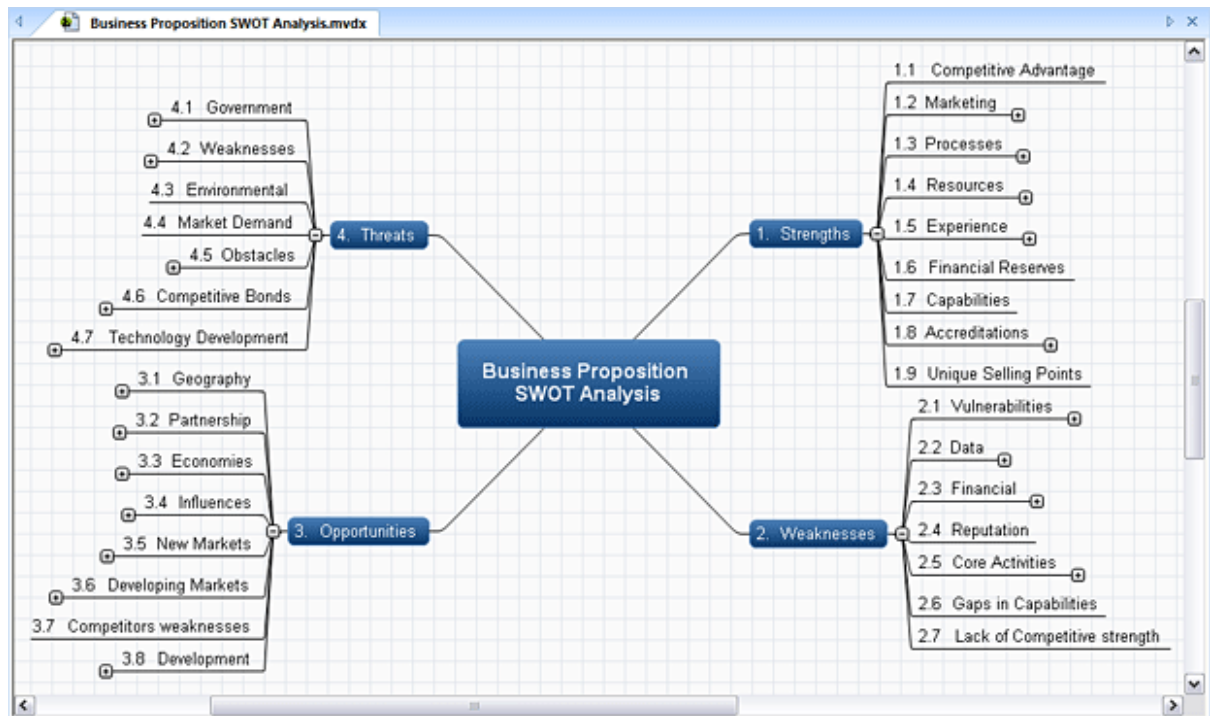 Business Proposition SWOT Analysis.mvdx
Business Proposition
SWOT Analysis
1. Strengths
1.1 Competitive Advantage
1.2 Marketing
1.3 Processes
1.4 Resources
1.5 Experience
1.6 Financial Reserves
1.7 Capabilities
1.8 Accreditations
1.9 Unique Selling Points
2. Weaknesses
2.1 Vulnerabilities
2.2 Data
2.3 Financial
2.4 Reputation
2.5 Core Activities
2.6 Gaps in Capabilities
2.7 Lack of Competitive strength
3. Opportunities
3.1 Geography
3.2 Partnership
3.3 Economies
3.4 Influences
3.5 New Markets
3.6 Developing Markets
3.7 Competitors weaknesses
3.8 Development
4. Threats
4.1 Government
4.2 Weaknesses
4.3 Environmental
4.4 Market Demand
4.5 Obstacles
4.6 Competitive Bonds
4.7 Technology Development